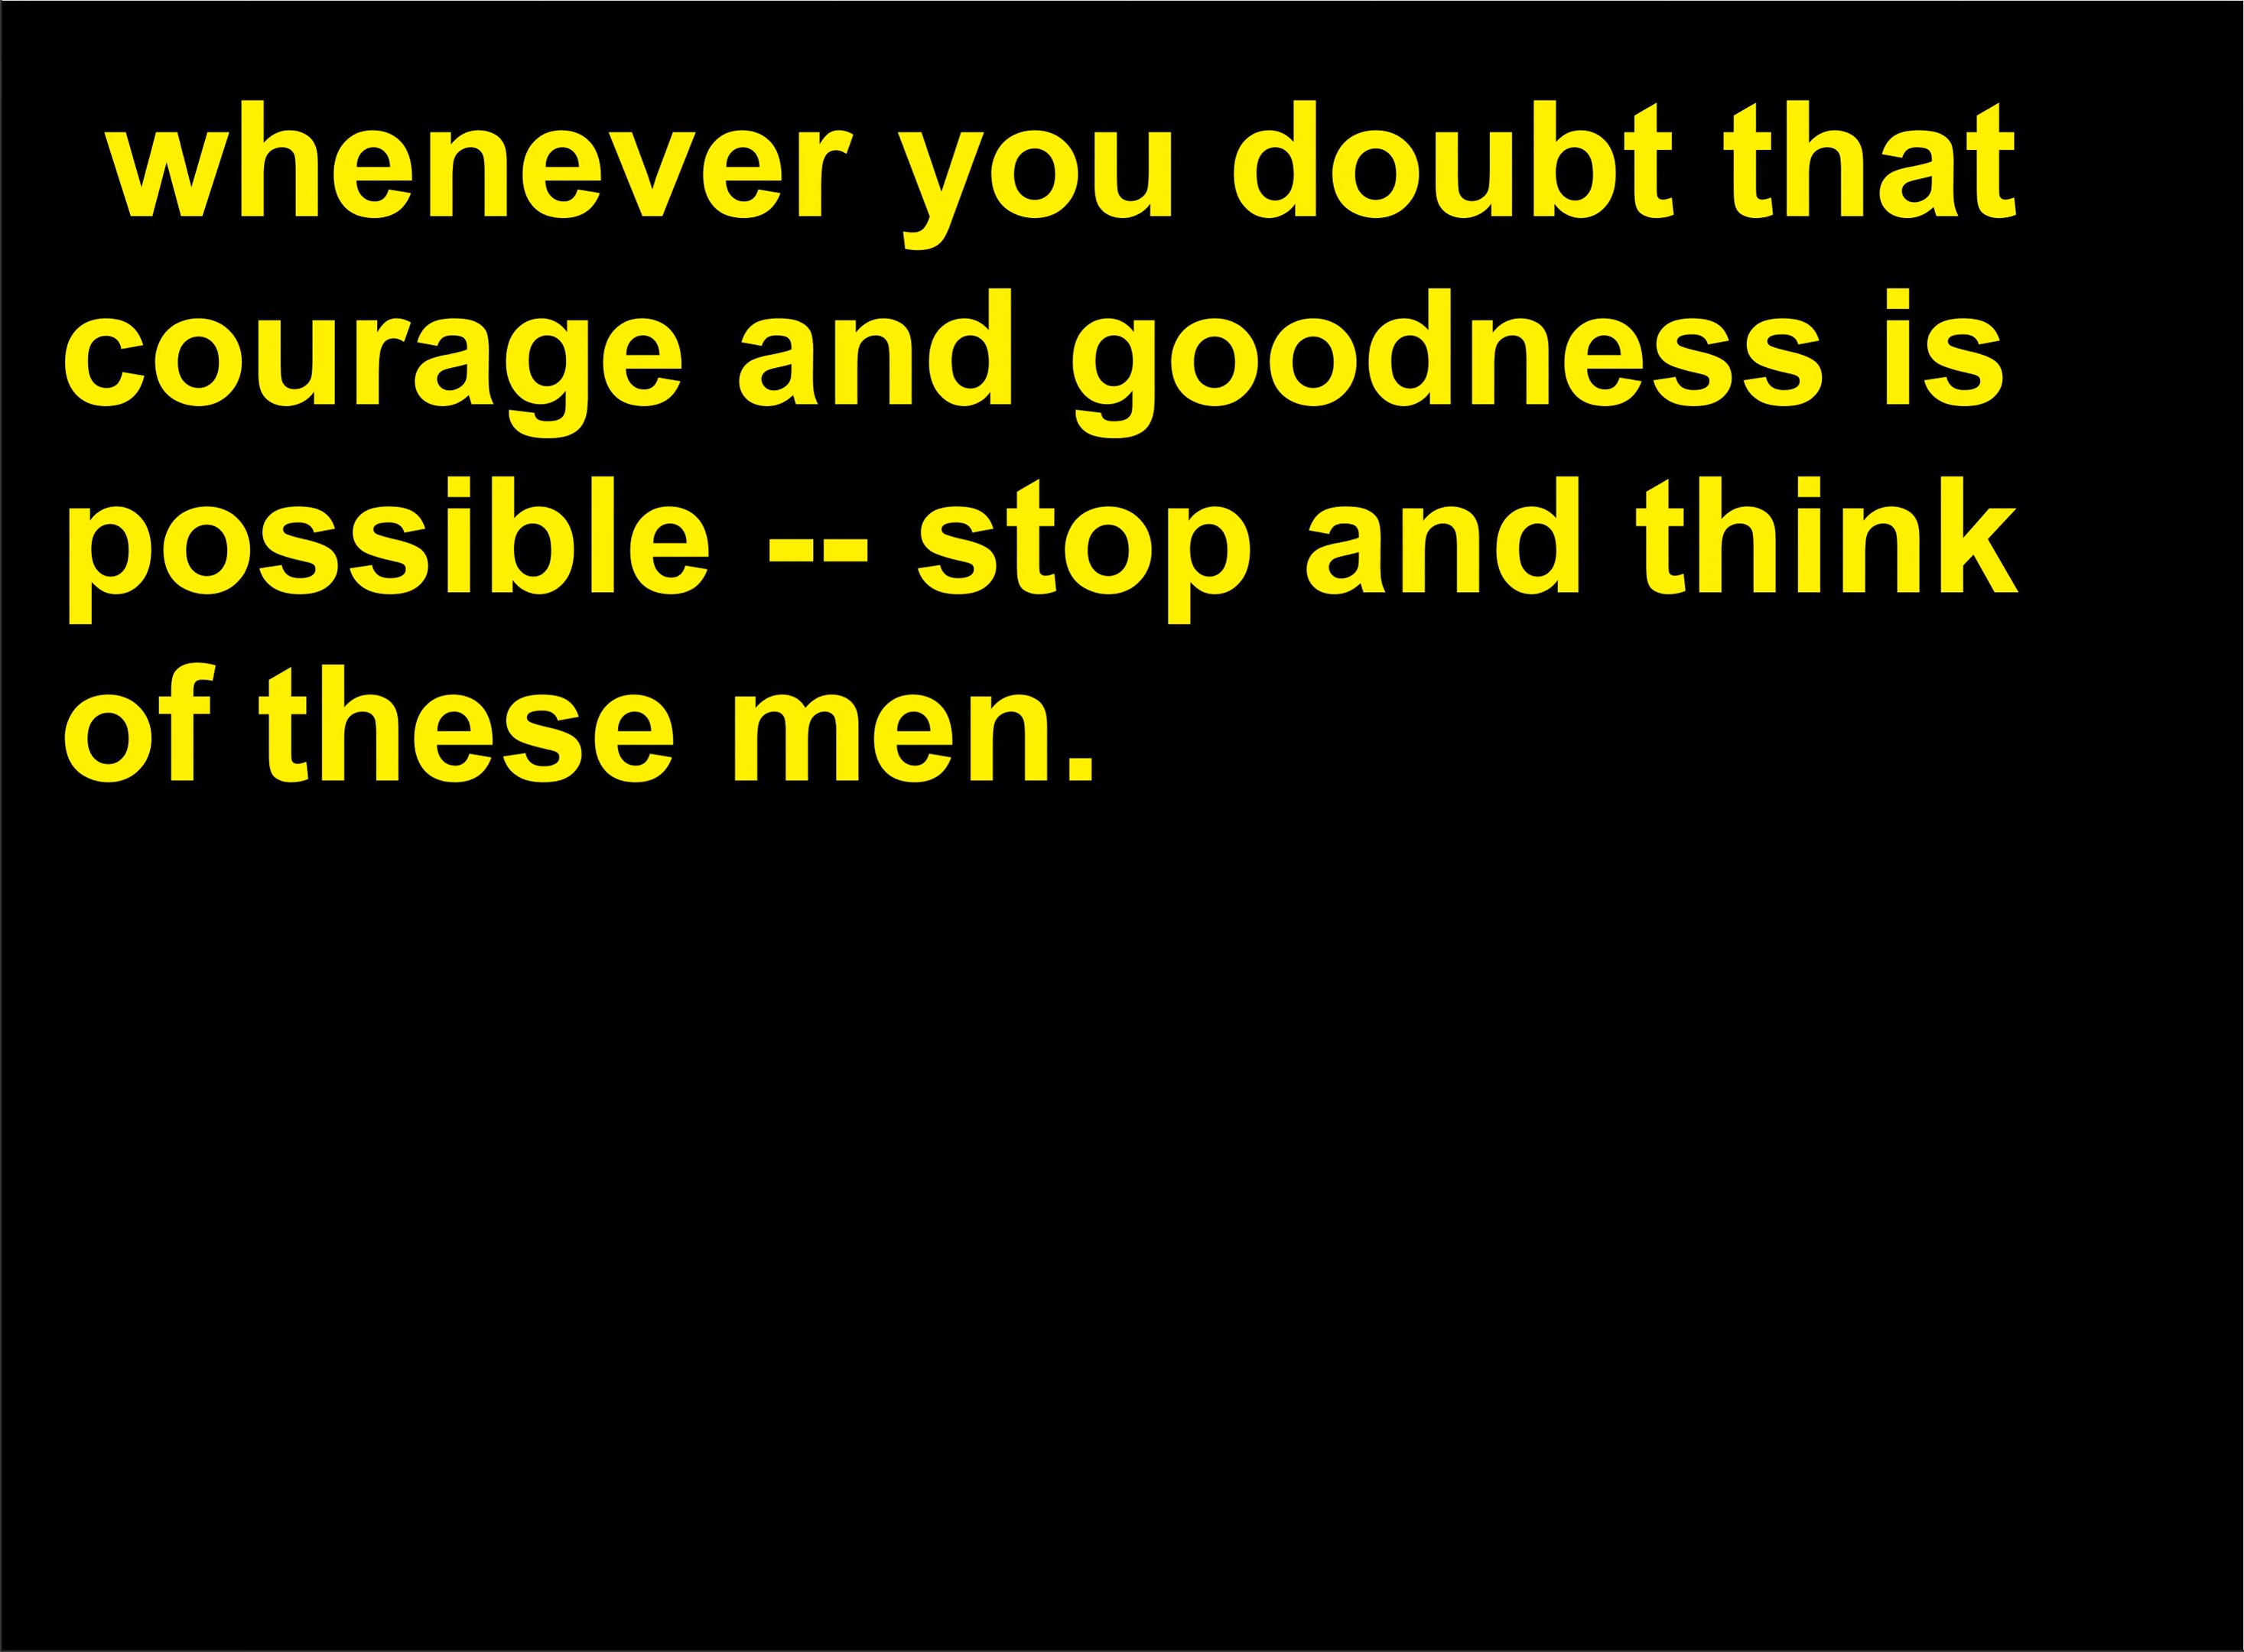 whenever you doubt that
courage and goodness is
possible -- stop and think
of these men.